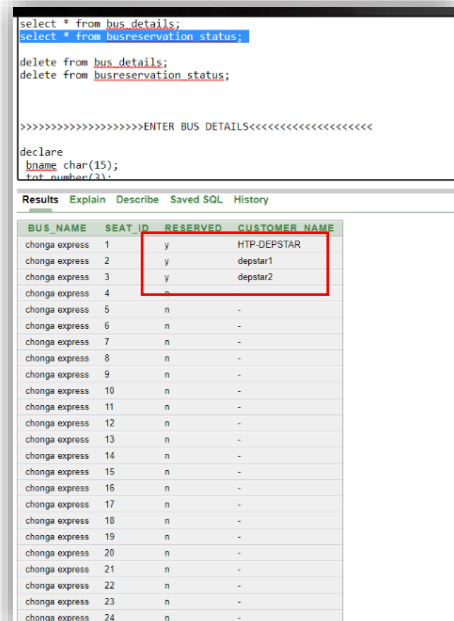 select * from bus_details;
select * from busreservation_status;
delete from bus_details;
delete from busreservation_status;
>>>>>>>>>>>>>>>>>>>>ENTER BUS DETAILS<<<<<<<<<<<<<<<<<<<<
declare
bname char(15);
tot_number(3);
Results Explain Describe Saved SQL History
BUS_NAME SEAT_ID RESERVED CUSTOMER_NAME
chonga express 1 y HTP-DEPSTAR
chonga express 2 y depstar1
chonga express 3 y depstar2
chonga express 4 n
chonga express 5 n -
chonga express 6 n -
chonga express 7 n -
chonga express 8 n -
chonga express 9 n -
chonga express 10 n -
chonga express 11 n -
chonga express 12 n -
chonga express 13 n -
chonga express 14 n -
chonga express 15 n -
chonga express 16 n -
chonga express 17 n -
chonga express 18 n -
chonga express 19 n -
chonga express 20 n -
chonga express 21 n -
chonga express 22 n -
chonga express 23 n -
chonga express 24 n -